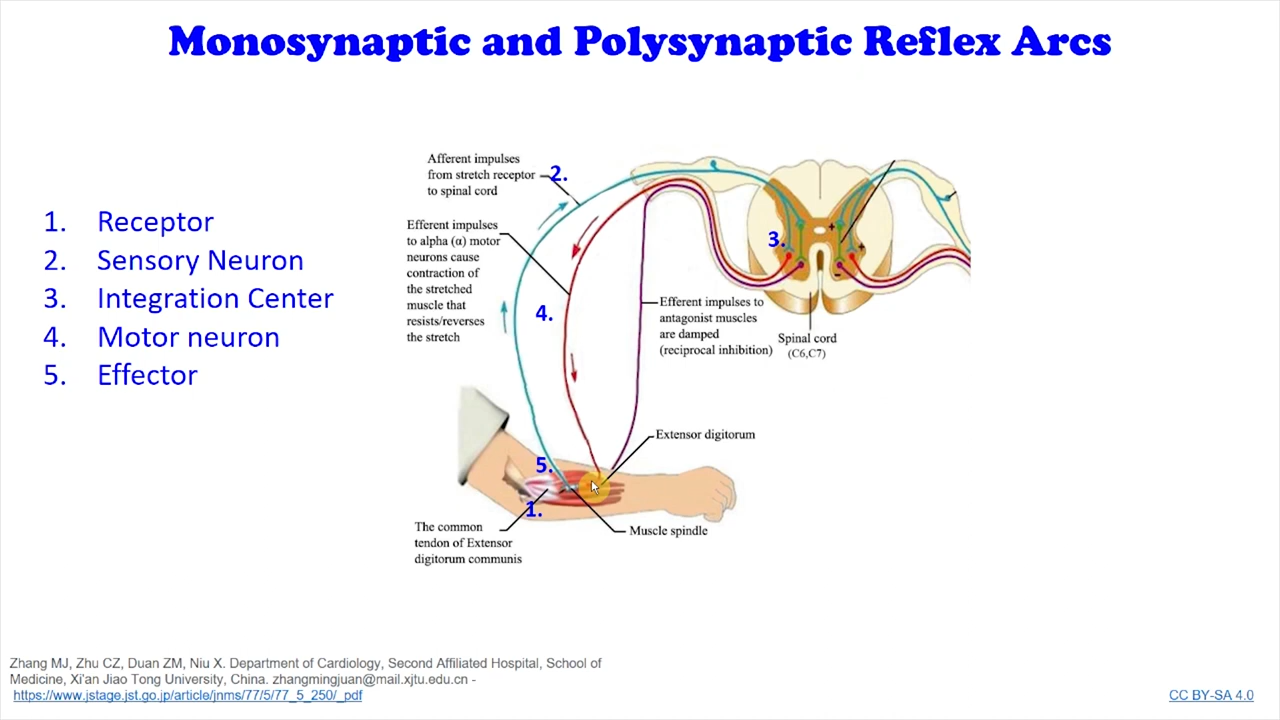 Monosynaptic and Polysynaptic Reflex Arcs
1. Receptor
2. Sensory Neuron
3. Integration Center
4. Motor neuron
5. Effector
Afferent impulses
from stretch receptor
to spinal cord
2.
Efferent impulses
to alpha (α) motor
neurons cause
contraction of
the stretched
muscle that
resists/reverses
the stretch
4.
3.
+
+
-
Efferent impulses to
antagonist muscles
are damped
(reciprocal inhibition)
Spinal cord
(C6,C7)
Extensor digitorum
5.
1.
The common
tendon of Extensor
digitorum communis
Muscle spindle
Zhang MJ, Zhu CZ, Duan ZM, Niu X. Department of Cardiology, Second Affiliated Hospital, School of
Medicine, Xi'an Jiao Tong University, China. zhangmingjuan@mail.xjtu.edu.cn -
https://www.jstage.jst.go.jp/article/jnms/77/5/77_5_250/_pdf
CC BY-SA 4.0